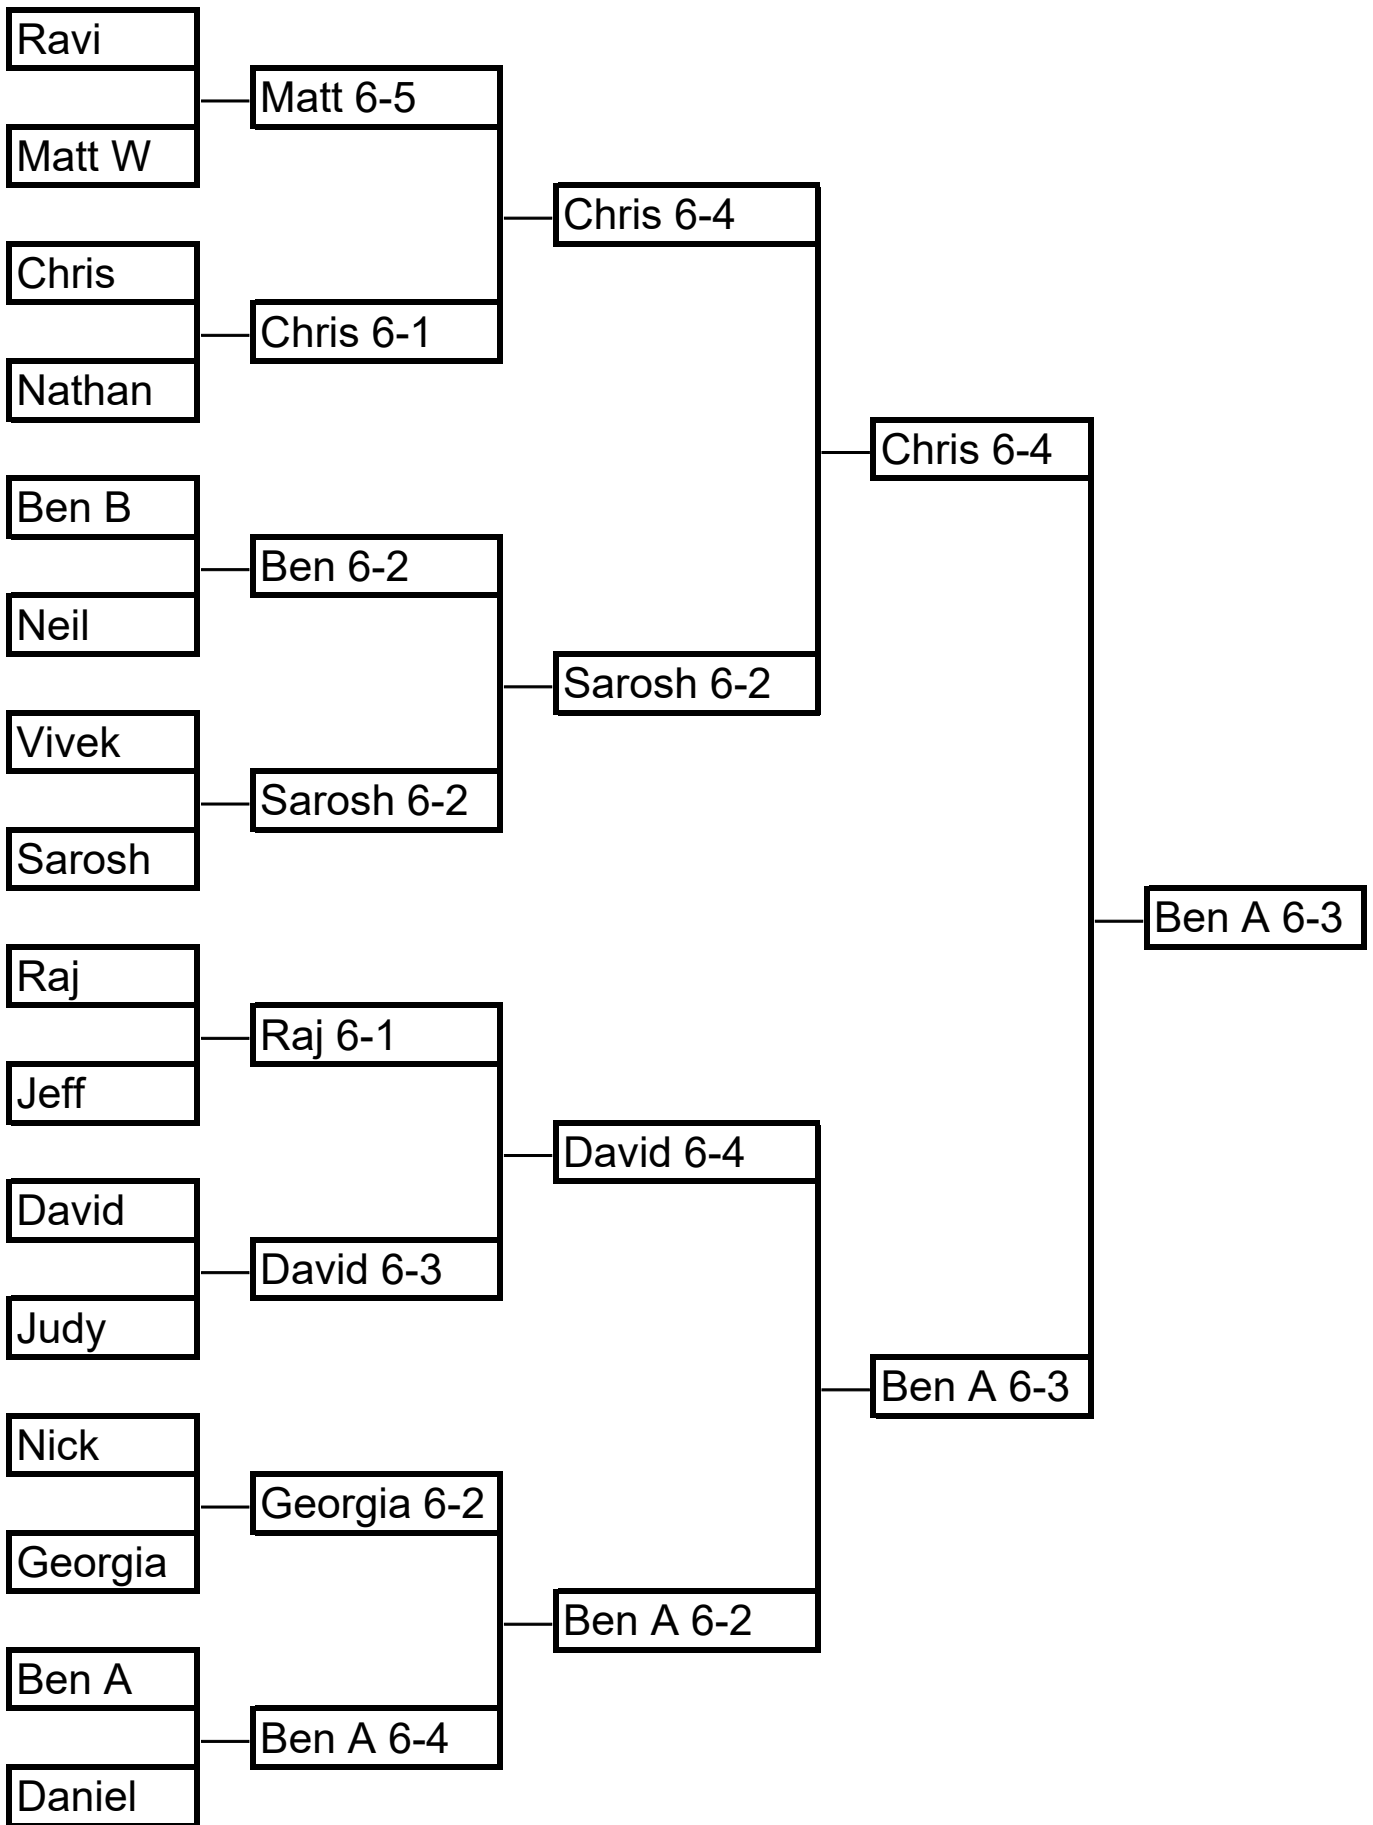 Ravi
Matt 6-5
Matt W
Chris 6-4
Chris
Chris 6-1
Nathan
Chris 6-4
Ben B
Ben 6-2
Neil
Sarosh 6-2
Vivek
Sarosh 6-2
Sarosh
Ben A 6-3
Raj
Raj 6-1
Jeff
David 6-4
David
David 6-3
Judy
Ben A 6-3
Nick
Georgia 6-2
Georgia
Ben A 6-2
Ben A
Ben A 6-4
Daniel